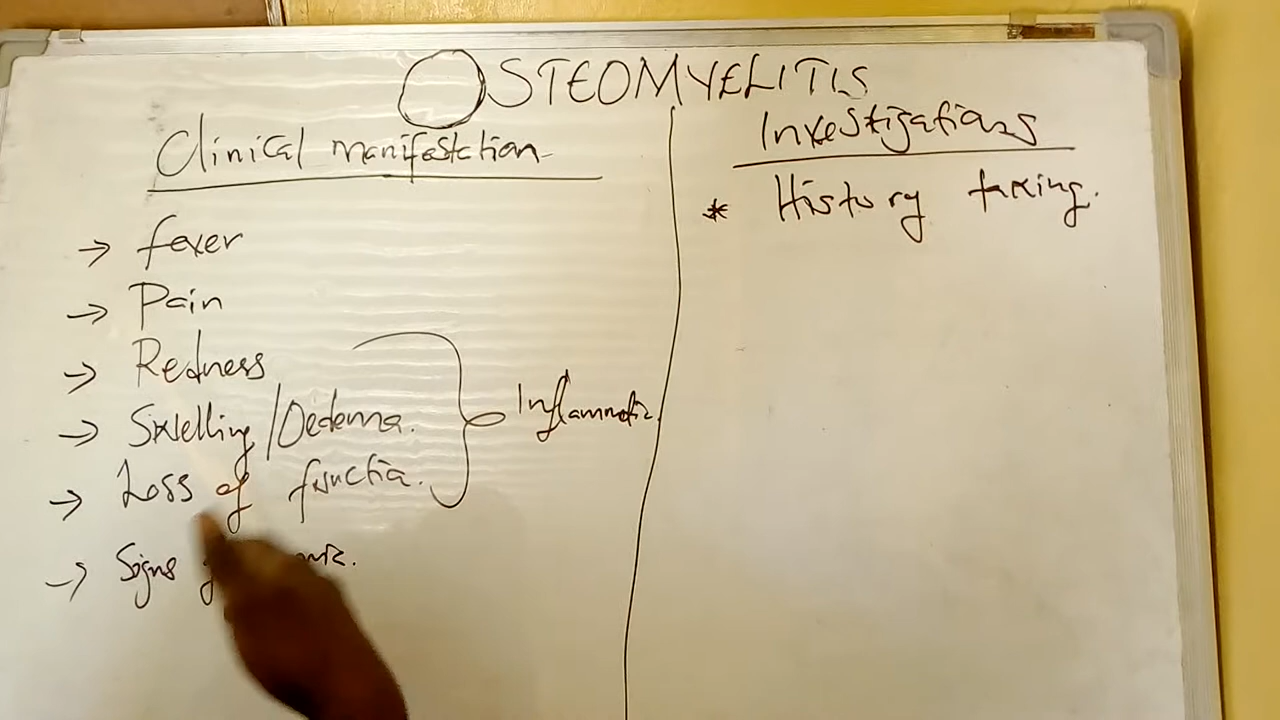 OSTEOMYELITIS
Clinical manifestation
→ fever
→ Pain
→ Redness
→ Swelling/Oedema.
→ Loss of function.
Inflammation.
→ Signs
Investigations
* History taking.